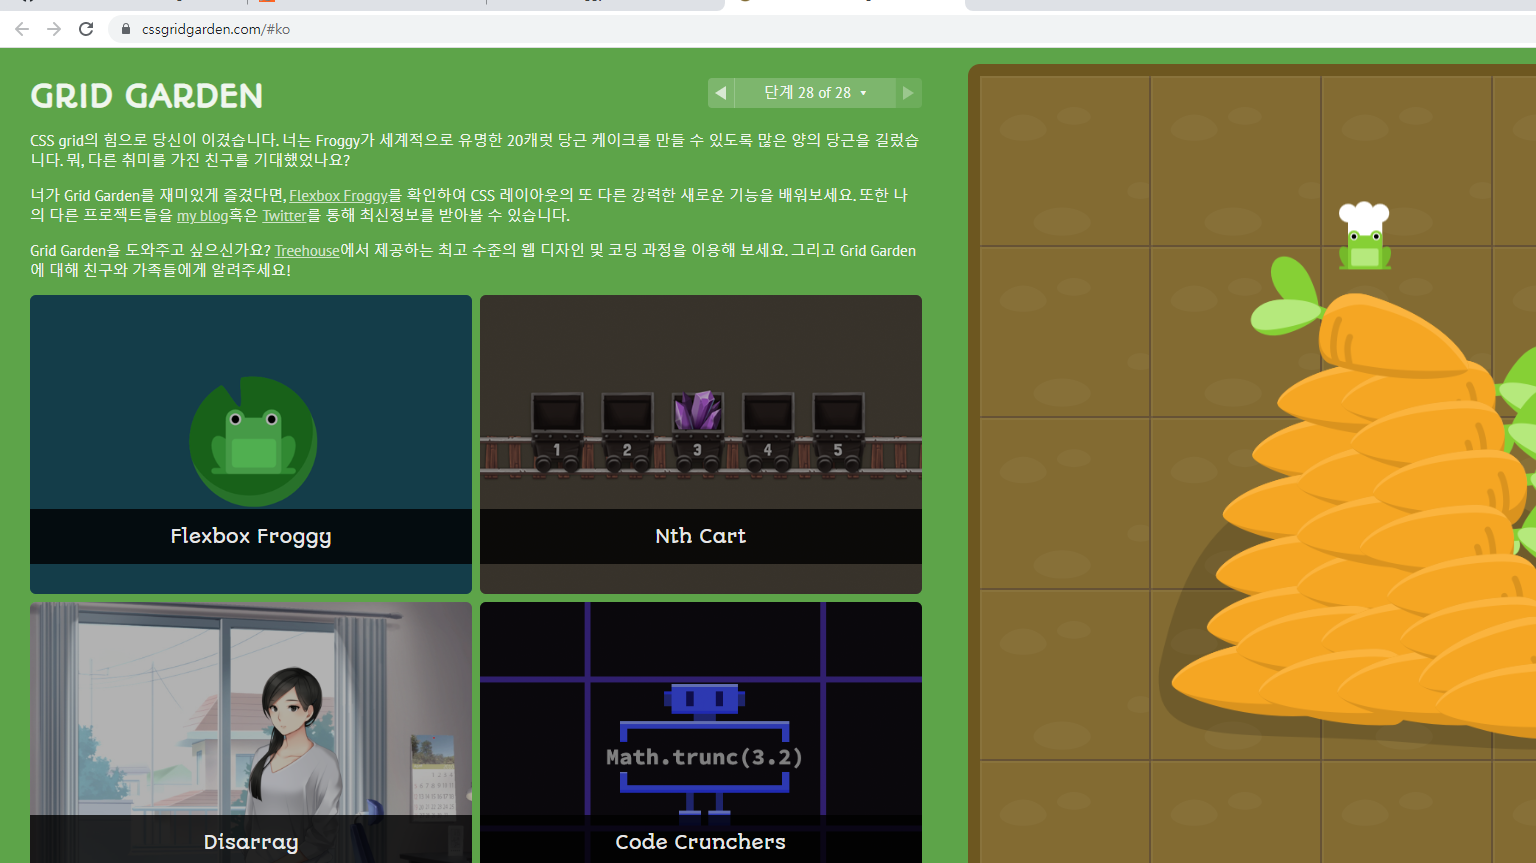 cssgridgarden.com/#ko
GRID GARDEN
단계 28 of 28
CSS grid의 힘으로 당신이 이겼습니다. 너는 Froggy가 세계적으로 유명한 20캐럿 당근 케이크를 만들 수 있도록 많은 양의 당근을 길렀습
니다. 뭐, 다른 취미를 가진 친구를 기대했었나요?
너가 Grid Garden를 재미있게 즐겼다면, Flexbox Froggy를 확인하여 CSS 레이아웃의 또 다른 강력한 새로운 기능을 배워보세요. 또한 나
의 다른 프로젝트들을 my blog혹은 Twitter를 통해 최신정보를 받아볼 수 있습니다.
Grid Garden을 도와주고 싶으신가요? Treehouse에서 제공하는 최고 수준의 웹 디자인 및 코딩 과정을 이용해 보세요. 그리고 Grid Garden
에 대해 친구와 가족들에게 알려주세요!
1 2 3 4 5
Flexbox Froggy
Nth Cart
Math.trunc(3.2)
Disarray
Code Crunchers